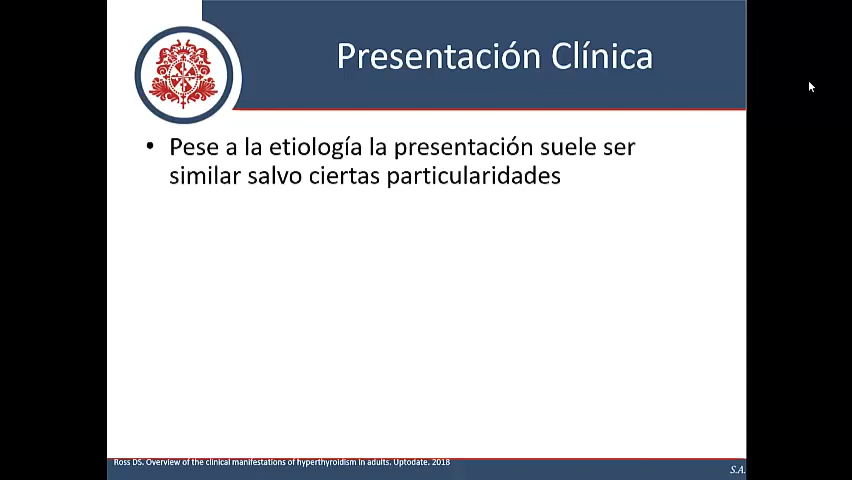 Presentación Clínica
• Pese a la etiología la presentación suele ser
similar salvo ciertas particularidades
Ross DS. Overview of the clinical manifestations of hyperthyroidism in adults. Uptodate. 2018
S.A.